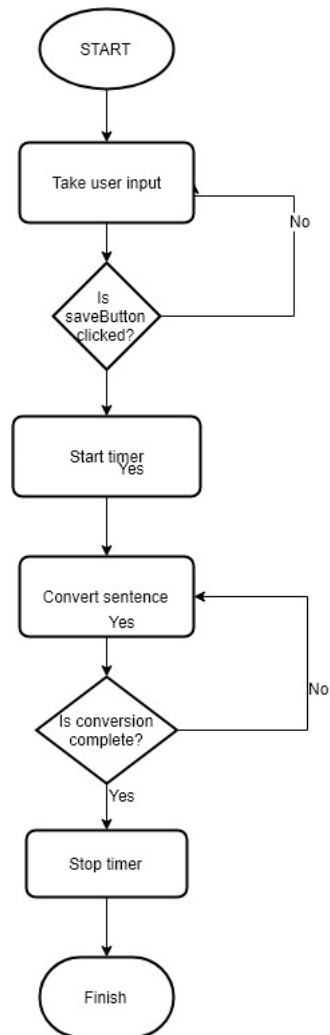 START
Take user input
No
Is
saveButton
clicked?
Start timer
Yes
Convert sentence
Yes
No
Is conversion
complete?
Yes
Stop timer
Finish